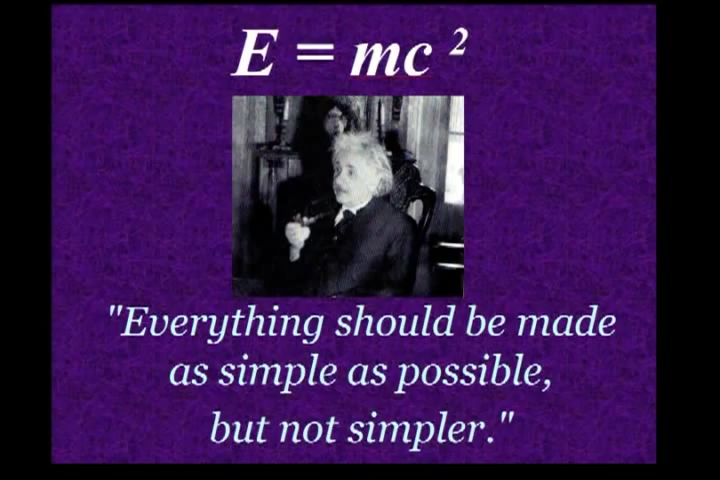 E = mc ²
"Everything should be made
as simple as possible,
but not simpler."